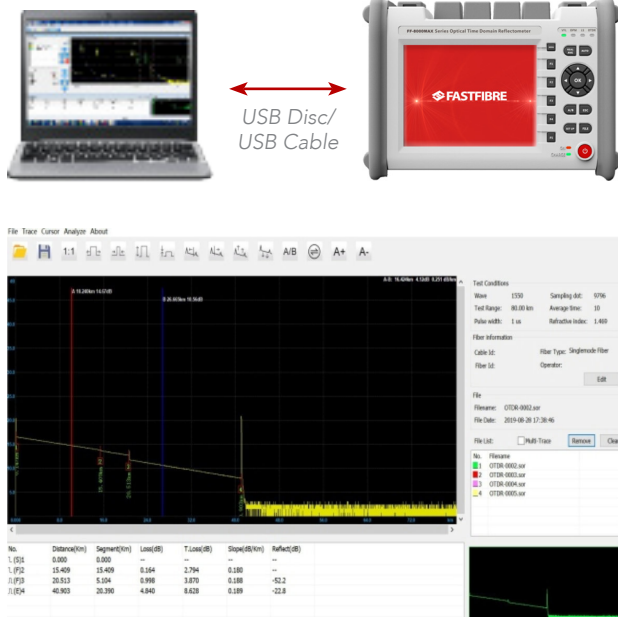 FF-8000MAX Series Optical Time Domain Reflectometer
FASTFIBRE
OK
USB Disc/
USB Cable
File Trace Cursor Analyze About
1:1 A/B A+ A-
Test Conditions
Wave 1550 Sampling dot: 9796
Test Range: 80.00 km Average time: 10
Pulse width: 1 us Refractive Index: 1.469
Fiber information
Cable Id: Fiber Type: Singlemode Fiber
Fiber Id: Operator:
Edit
File
Filename: OTDR-0002.sor
File Date: 2019-08-28 17:38:46
File List: Multi-Trace Remove Clea
No. Filename
1 OTDR-0002.sor
2 OTDR-0003.sor
3 OTDR-0004.sor
4 OTDR-0005.sor
No. Distance(Km) Segment(Km) Loss(dB) T.Loss(dB) Slope(dB/Km) Reflect(dB)
(S)1 0.000 0.000 -- -- -- --
(F)2 15.409 15.409 0.164 2.794 0.180 --
(F)3 20.513 5.104 0.998 3.870 0.188 -52.2
(E)4 40.903 20.390 4.840 8.628 0.189 -22.8